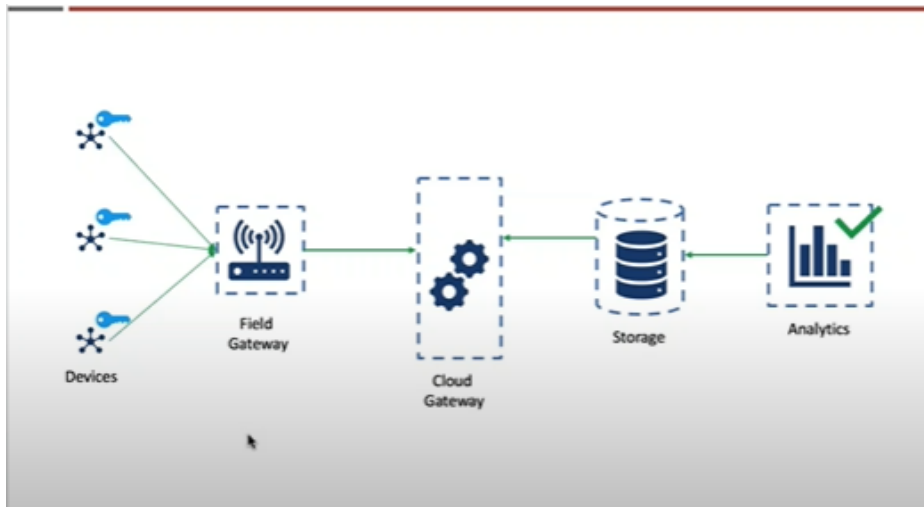 Field
Gateway
Devices
Cloud
Gateway
Storage
Analytics